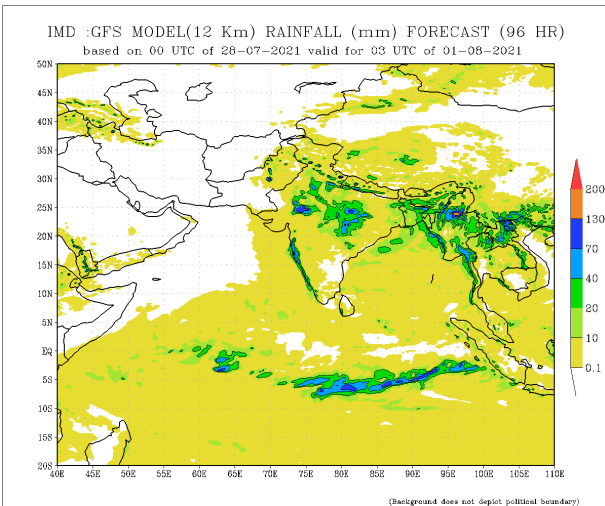 IMD :GFS MODEL(12 Km) RAINFALL (mm) FORECAST (96 HR)
based on 00 UTC of 28-07-2021 valid for 03 UTC of 01-08-2021
50N
45N
40N
35N
30N
25N
20N
15N
10N
5N
EQ
5S
10S
15S
20S
40E 45E 50E 55E 60E 65E 70E 75E 80E 85E 90E 95E 100E 105E 110E
200
130
70
40
20
10
0.1
(Background does not depict political boundary)